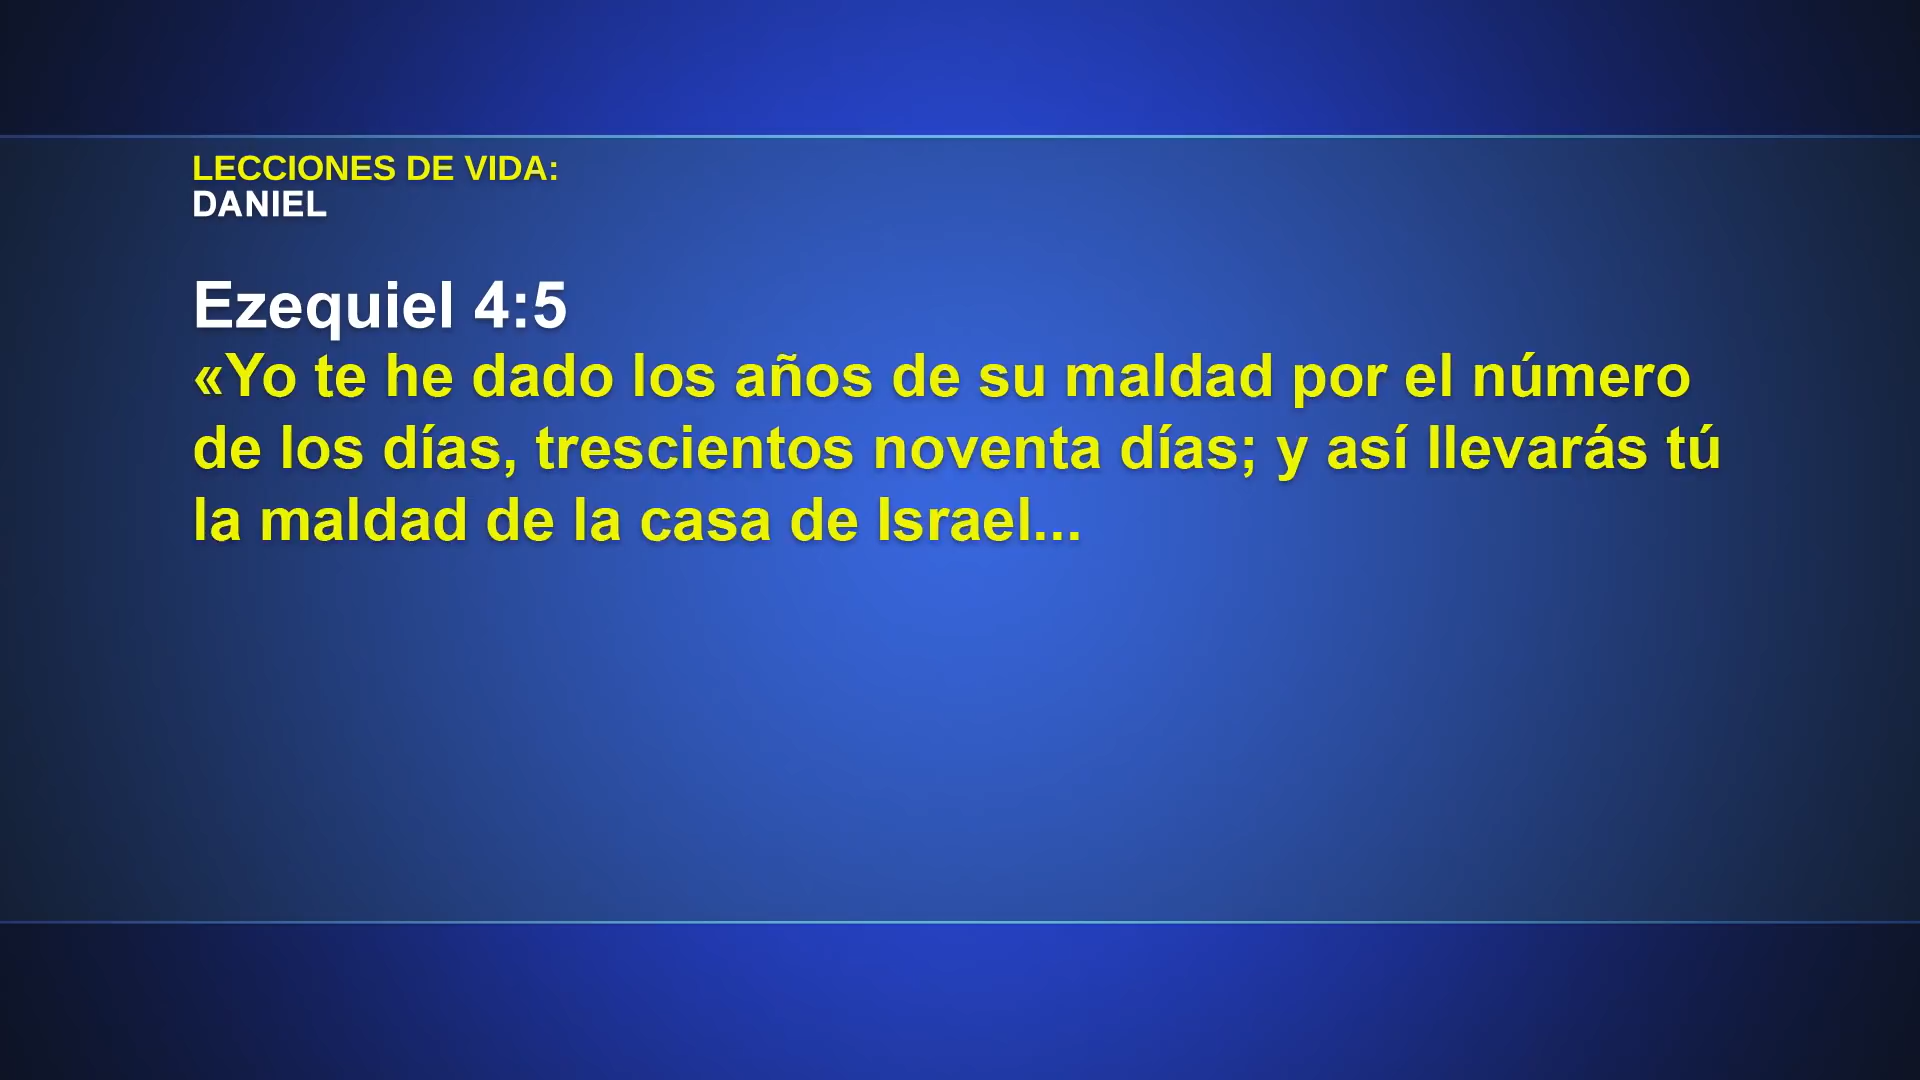 LECCIONES DE VIDA:
DANIEL
Ezequiel 4:5
«Yo te he dado los años de su maldad por el número
de los días, trescientos noventa días; y así llevarás tú
la maldad de la casa de Israel...